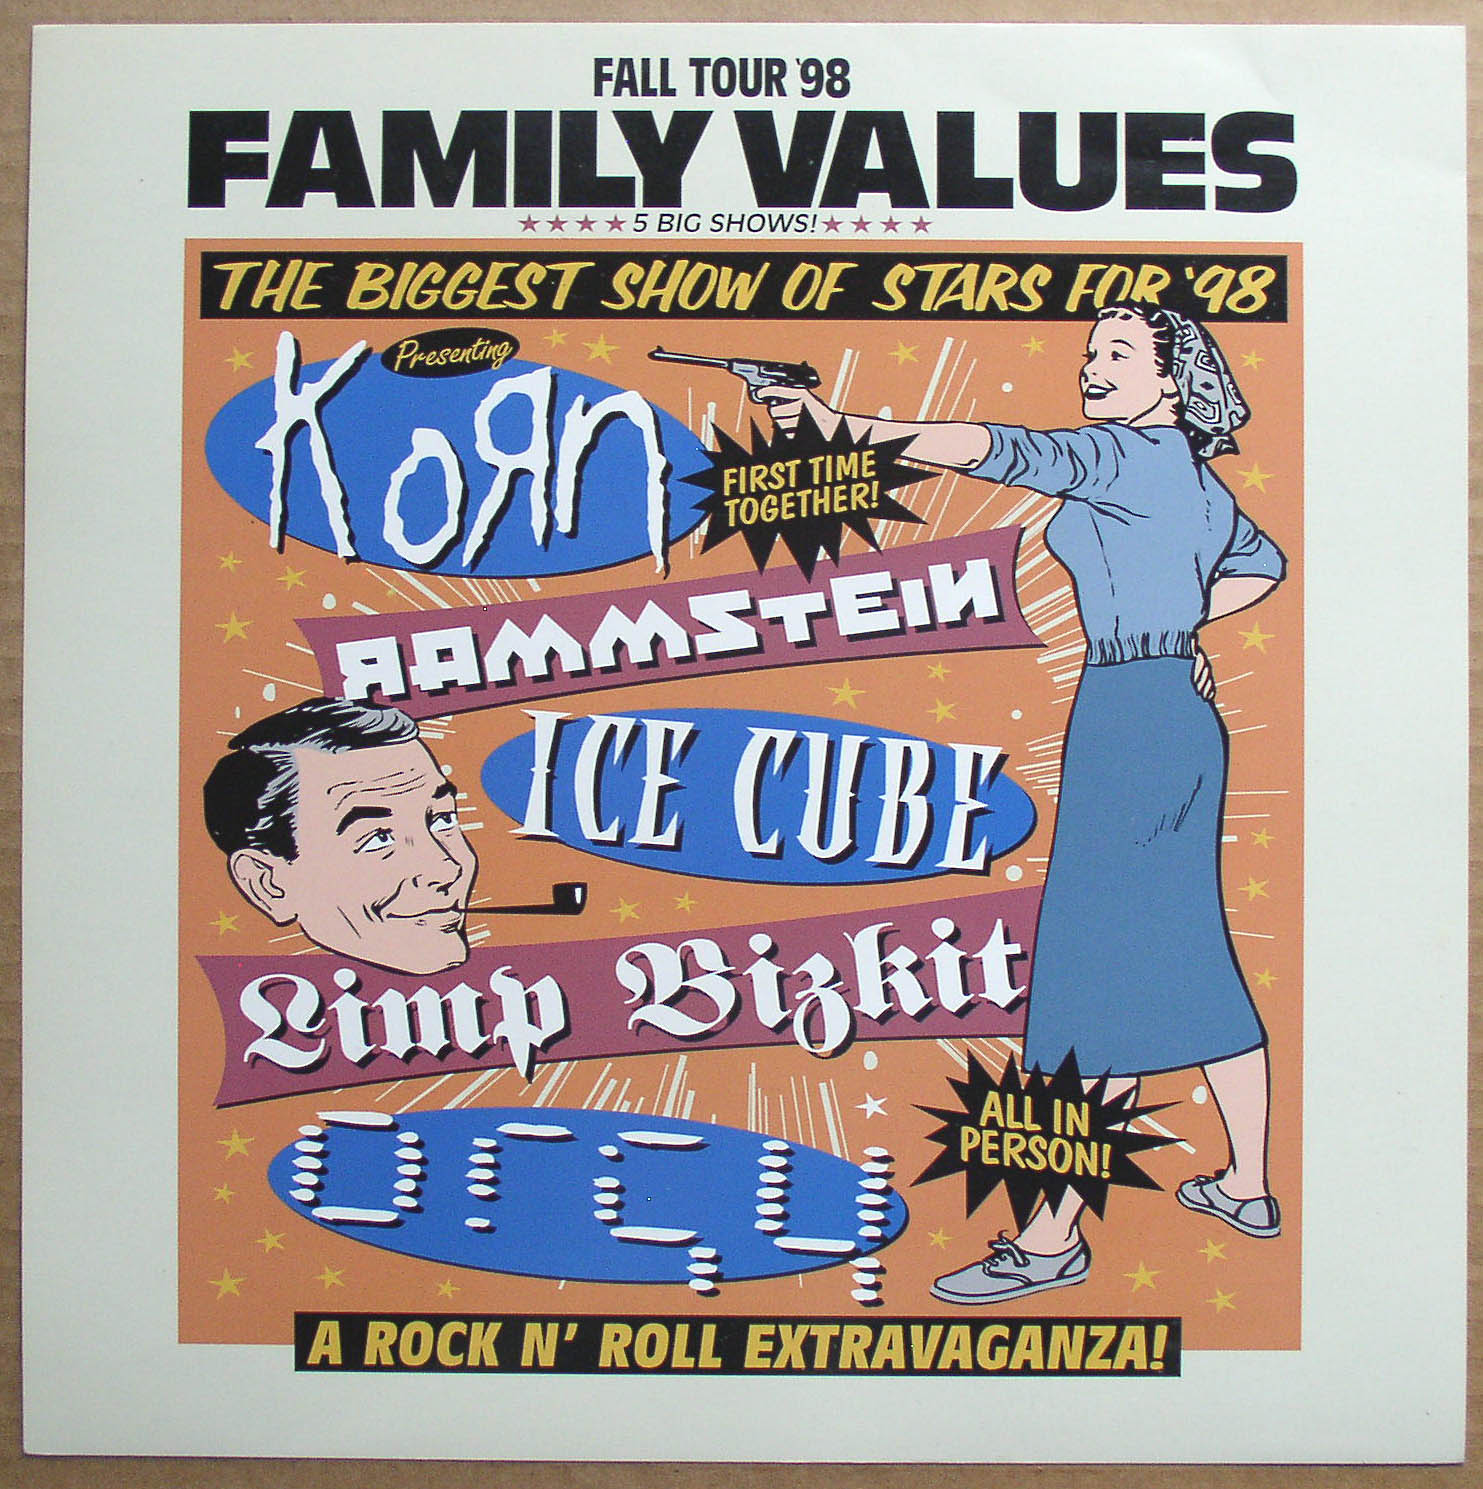 FALL TOUR '98
FAMILY VALUES
5 BIG SHOWS!
THE BIGGEST SHOW OF STARS FOR '98
Presenting
KoЯn
FIRST TIME
TOGETHER!
RAMMSTEIN
ICE CUBE
Limp Bizkit
orgy
ALL IN
PERSON!
A ROCK N' ROLL EXTRAVAGANZA!